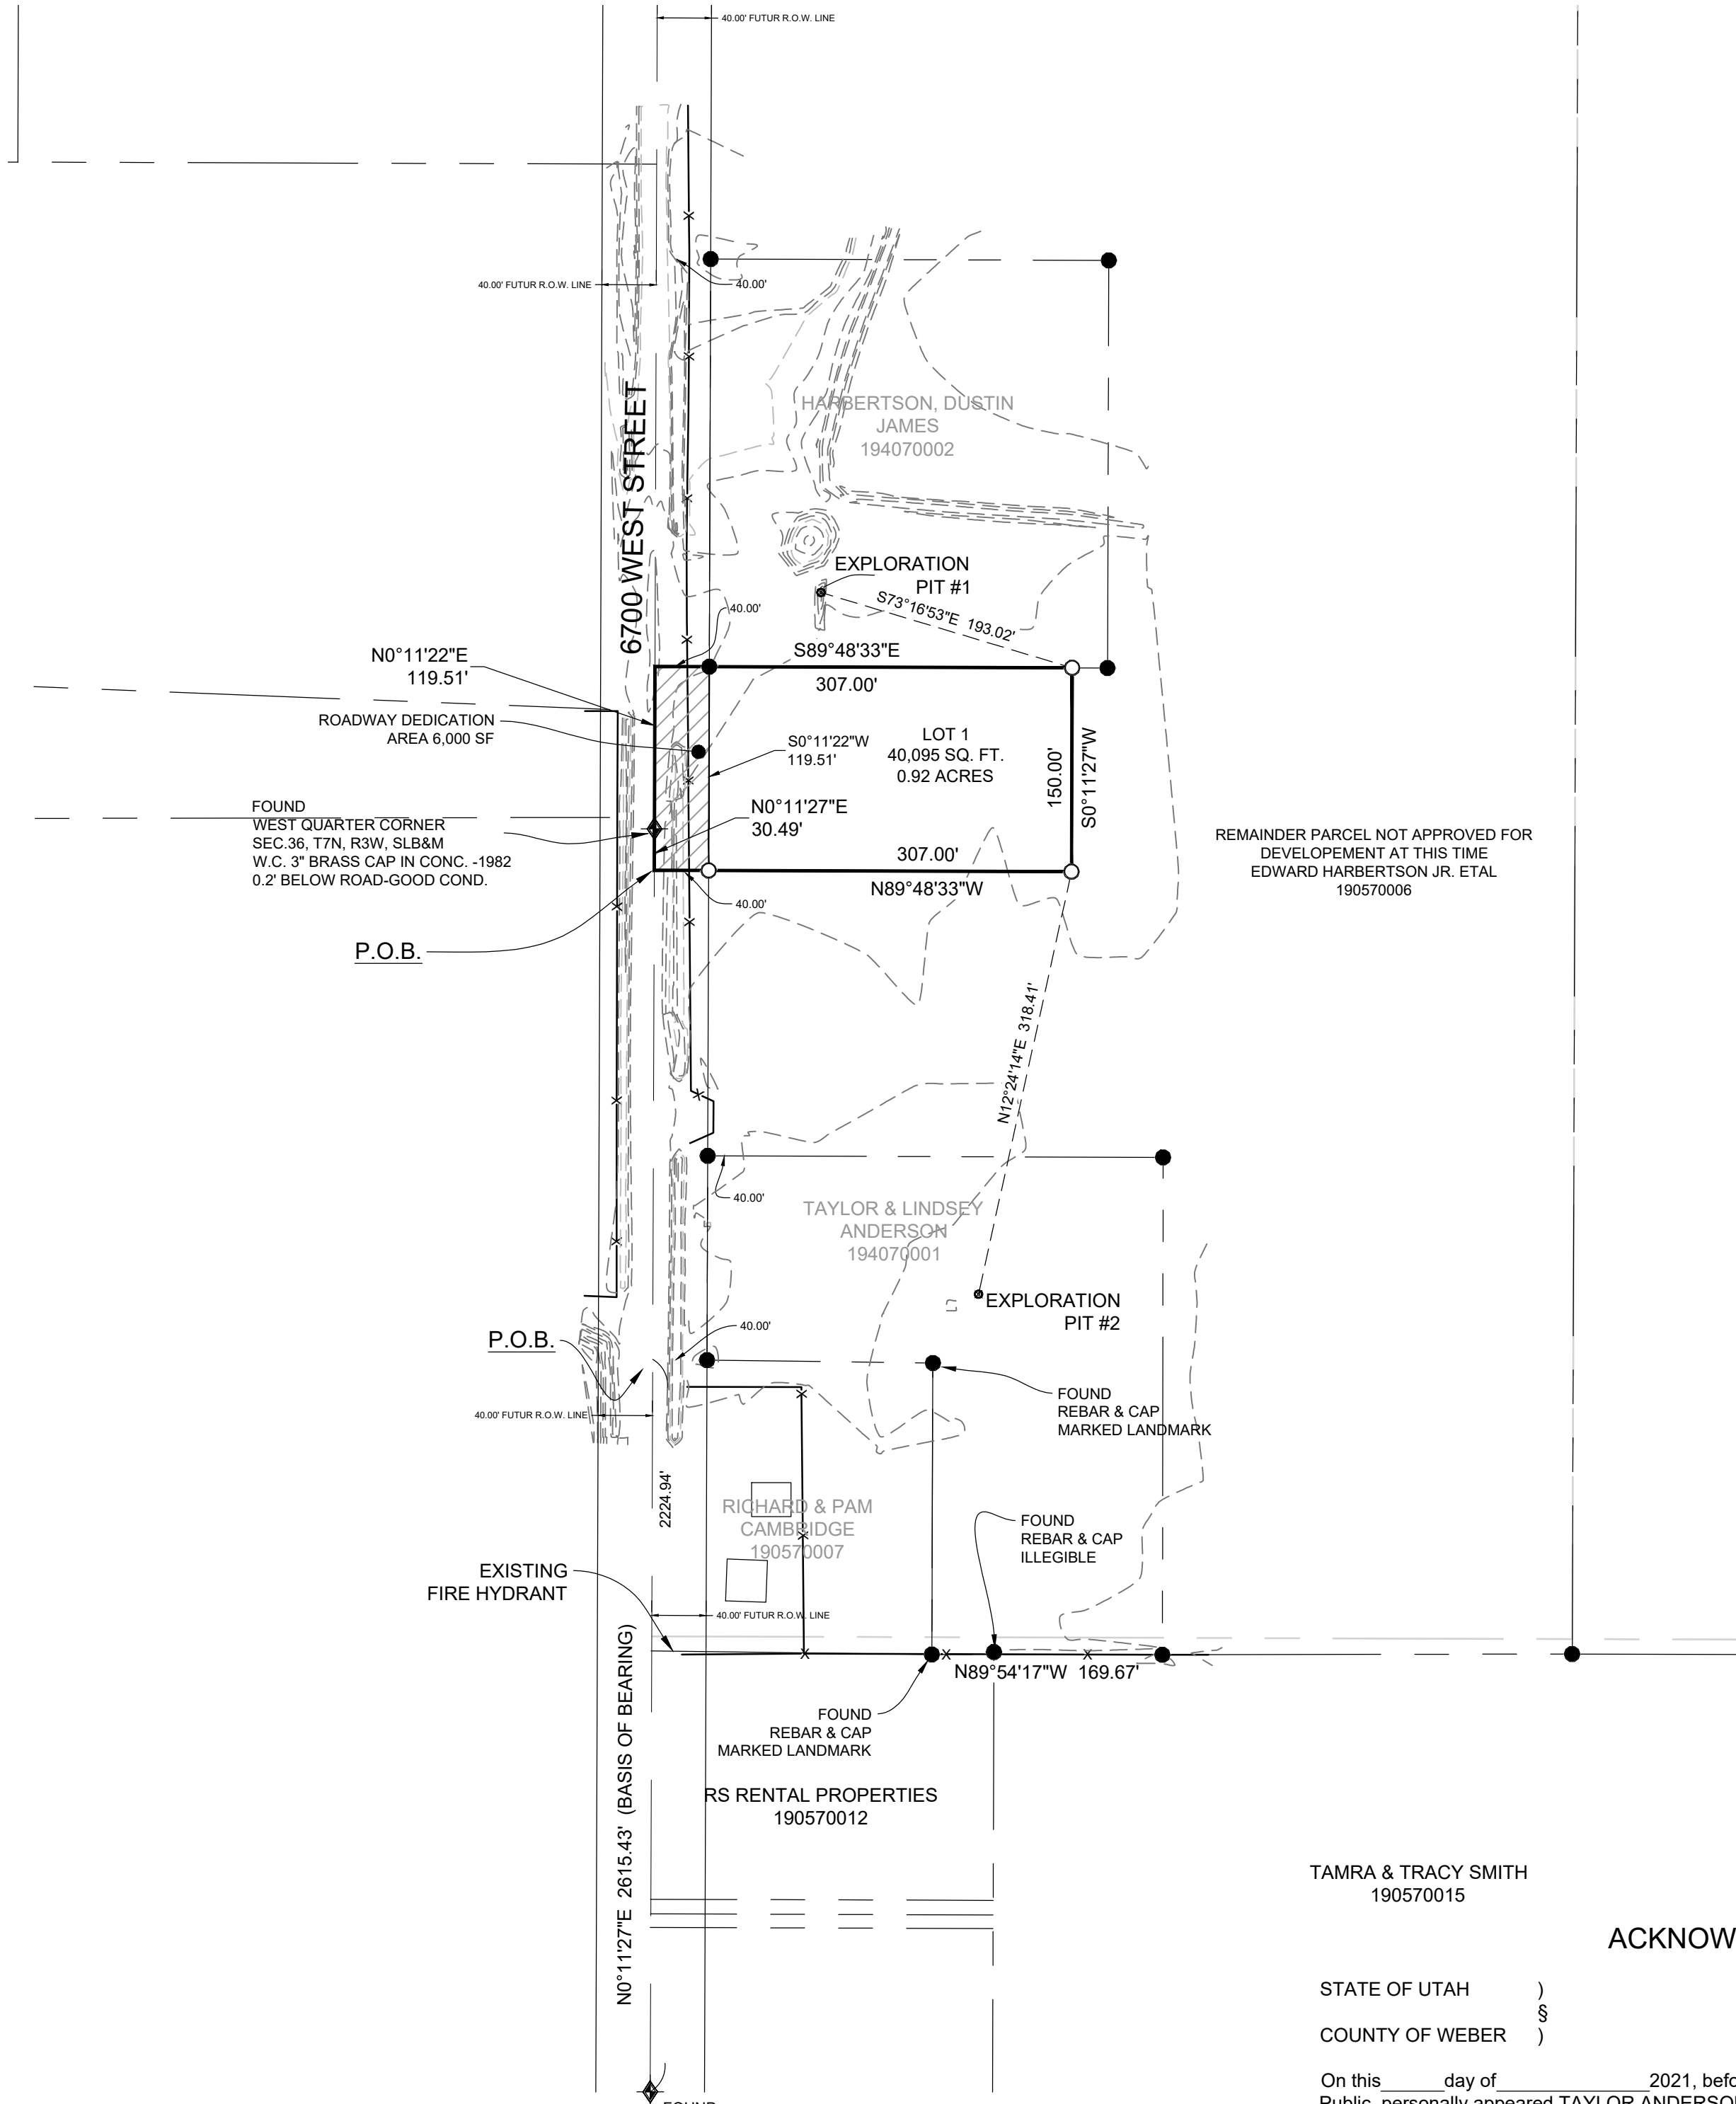 40.00' FUTUR R.O.W. LINE
40.00' FUTUR R.O.W. LINE
40.00'
6700 WEST STREET
HARBERTSON, DUSTIN
JAMES
194070002
EXPLORATION
PIT #1
S73°16'53"E 193.02'
40.00'
N0°11'22"E
119.51'
S89°48'33"E
307.00'
ROADWAY DEDICATION
AREA 6,000 SF
S0°11'22"W
119.51'
LOT 1
40,095 SQ. FT.
0.92 ACRES
150.00'
S0°11'27"W
N0°11'27"E
30.49'
FOUND
WEST QUARTER CORNER
SEC.36, T7N, R3W, SLB&M
W.C. 3" BRASS CAP IN CONC. -1982
0.2' BELOW ROAD-GOOD COND.
307.00'
N89°48'33"W
REMAINDER PARCEL NOT APPROVED FOR
DEVELOPEMENT AT THIS TIME
EDWARD HARBERTSON JR. ETAL
190570006
40.00'
P.O.B.
N12°24'14"E 318.41'
40.00'
TAYLOR & LINDSEY
ANDERSON
194070001
EXPLORATION
PIT #2
P.O.B.
40.00'
FOUND
REBAR & CAP
MARKED LANDMARK
40.00' FUTUR R.O.W. LINE
2224.94'
RICHARD & PAM
CAMBRIDGE
190570007
FOUND
REBAR & CAP
ILLEGIBLE
EXISTING
FIRE HYDRANT
40.00' FUTUR R.O.W. LINE
N0°11'27"E 2615.43' (BASIS OF BEARING)
N89°54'17"W 169.67'
FOUND
REBAR & CAP
MARKED LANDMARK
RS RENTAL PROPERTIES
190570012
TAMRA & TRACY SMITH
190570015
ACKNOW
STATE OF UTAH )
§
COUNTY OF WEBER )
On this______day of______________2021, befo
Public, personally appeared TAYLOR ANDERSO
FOUND